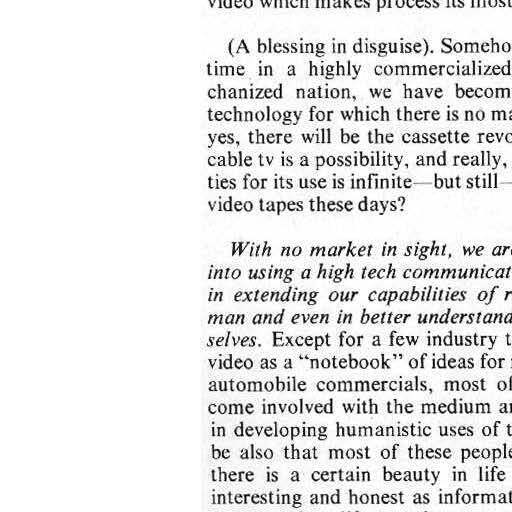 video which makes process its most
(A blessing in disguise). Someho
time in a highly commercialized
chanized nation, we have becom
technology for which there is no ma
yes, there will be the cassette revo
cable tv is a possibility, and really,
ties for its use is infinite—but still—
video tapes these days?
With no market in sight, we are
into using a high tech communicat
in extending our capabilities of r
man and even in better understand
selves. Except for a few industry t
video as a “notebook” of ideas for
automobile commercials, most of
come involved with the medium ar
in developing humanistic uses of t
be also that most of these people
there is a certain beauty in life
interesting and honest as informat